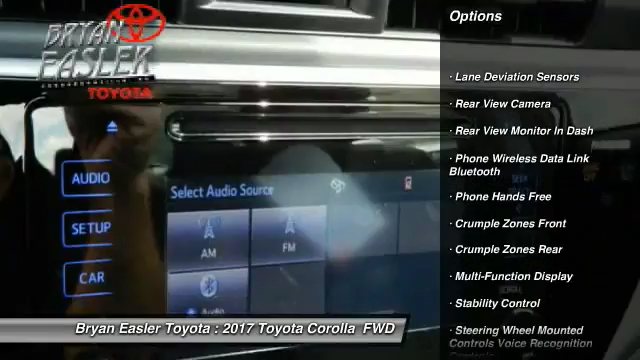 BRYAN
EASLER
TOYOTA
AUDIO
SETUP
CAR
Select Audio Source
AM
FM
Audio
Options
· Lane Deviation Sensors
· Rear View Camera
· Rear View Monitor In Dash
· Phone Wireless Data Link
Bluetooth
· Phone Hands Free
· Crumple Zones Front
· Crumple Zones Rear
· Multi-Function Display
· Stability Control
· Steering Wheel Mounted
Controls Voice Recognition
Controls
Bryan Easler Toyota : 2017 Toyota Corolla FWD